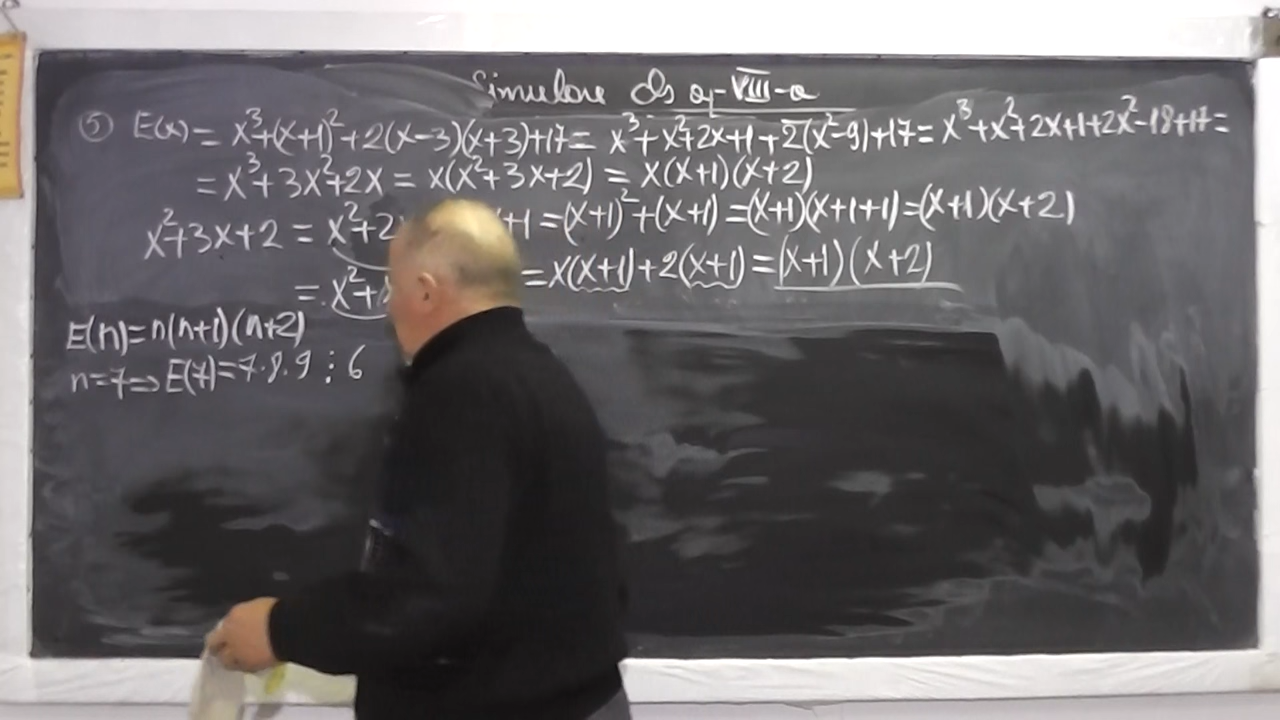 Simulare cls a-VIII-a
⑤ E(x) = x³+(x+1)²+2(x-3)(x+3)+17 = x³+x²+2x+1+2(x²-9)+17 = x³+x²+2x+1+2x²-18+17 =
= x³+3x²+2x = x(x²+3x+2) = x(x+1)(x+2)
x²+3x+2 = x²+2x +1 = (x+1)²+(x+1) = (x+1)(x+1+1) = (x+1)(x+2)
= x²+ = x(x+1)+2(x+1) = (x+1)(x+2)
E(n) = n(n+1)(n+2)
n=7 ⇒ E(7) = 7·8·9 ⋮ 6